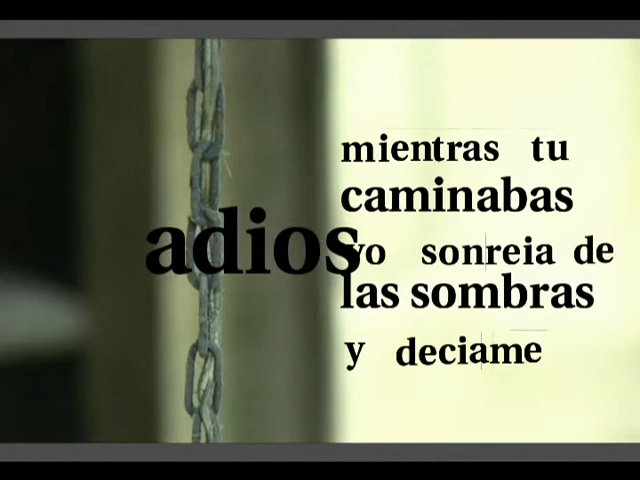 mientras tu
caminabas
yo sonreia de
las sombras
y deciame
adios